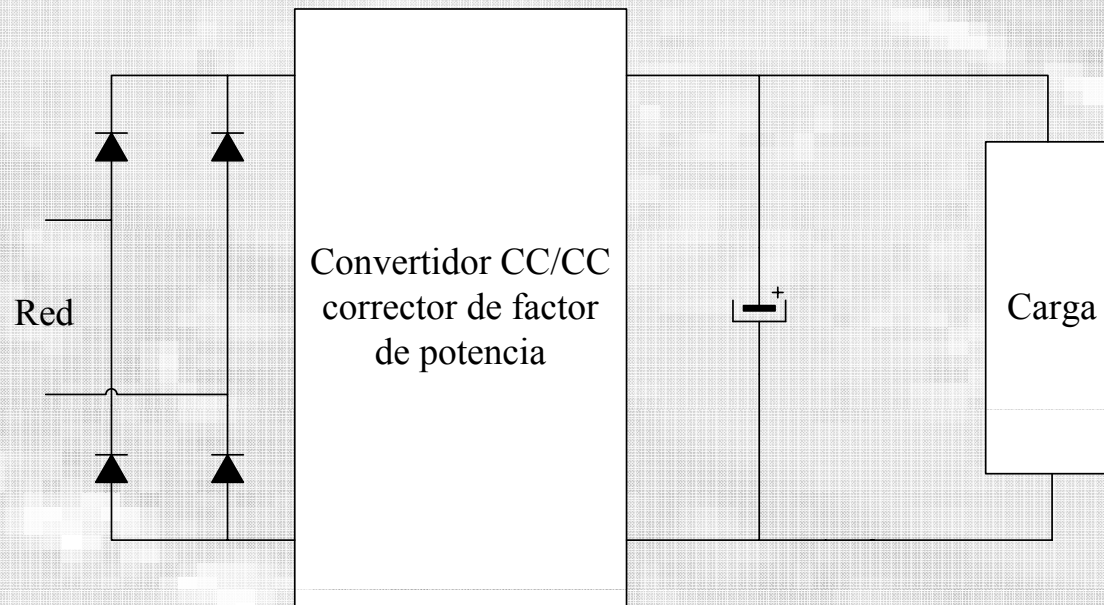 Red
Convertidor CC/CC
corrector de factor
de potencia
+
Carga